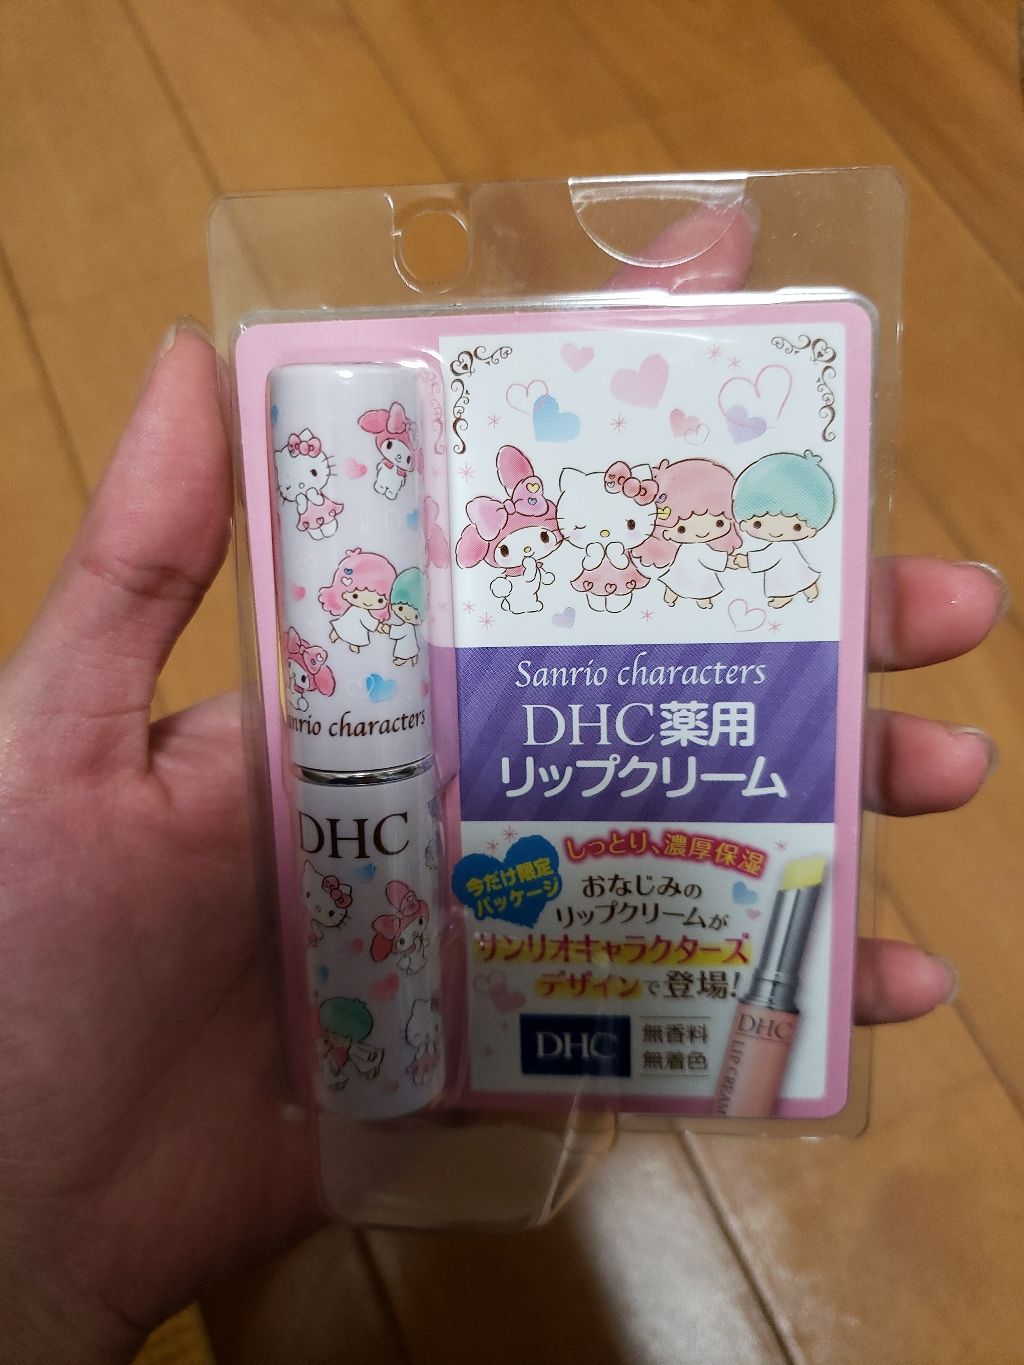 Sanrio characters
DHC薬用
リップクリーム
しっとり、濃厚保湿
今だけ限定
パッケージ
おなじみの
リップクリームが
サンリオキャラクターズ
デザインで登場!
DHC
無香料
無着色
DHC
LIP CREAM
anrio characters
DHC